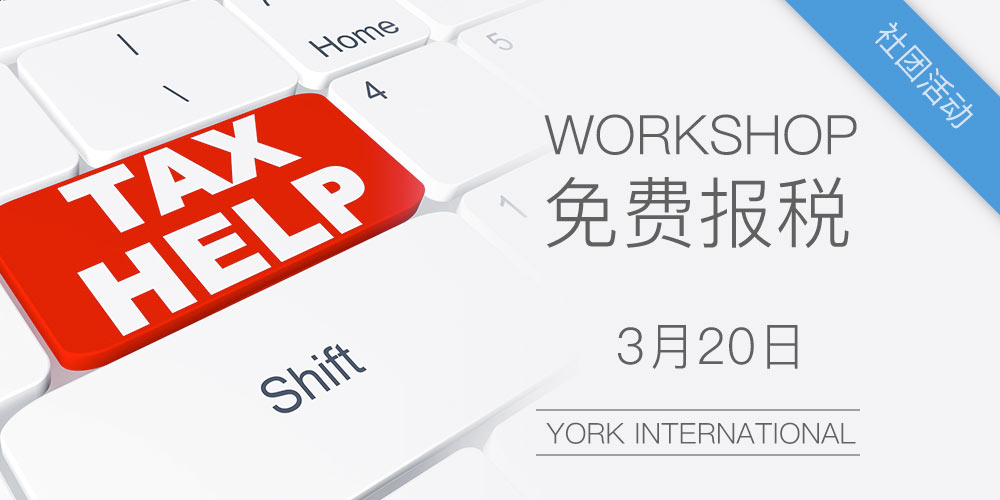 |
\
Home
5
4
1
TAX
HELP
Shift
社团活动
WORKSHOP
免费报税
3月20日
YORK INTERNATIONAL